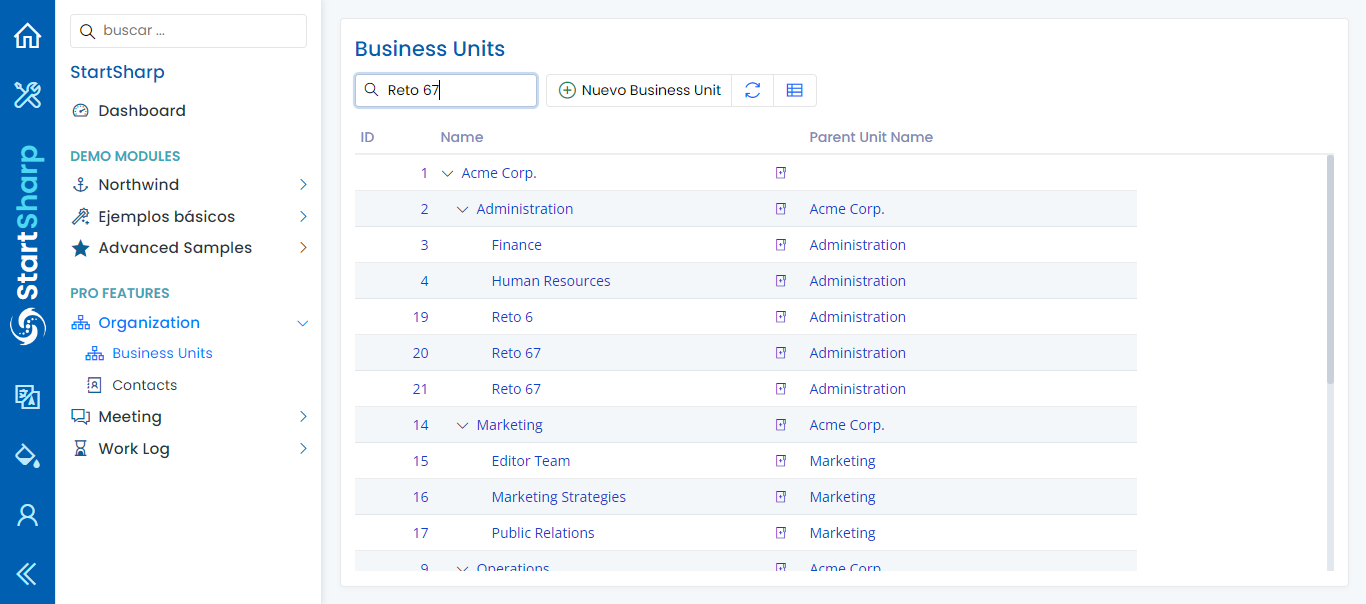 StartSharp
buscar ...
StartSharp
Dashboard
DEMO MODULES
Northwind
Ejemplos básicos
Advanced Samples
PRO FEATURES
Organization
Business Units
Contacts
Meeting
Work Log
Business Units
Reto 67 Nuevo Business Unit
ID Name Parent Unit Name
1 Acme Corp.
2 Administration Acme Corp.
3 Finance Administration
4 Human Resources Administration
19 Reto 6 Administration
20 Reto 67 Administration
21 Reto 67 Administration
14 Marketing Acme Corp.
15 Editor Team Marketing
16 Marketing Strategies Marketing
17 Public Relations Marketing
9 Operations Acme Corp.